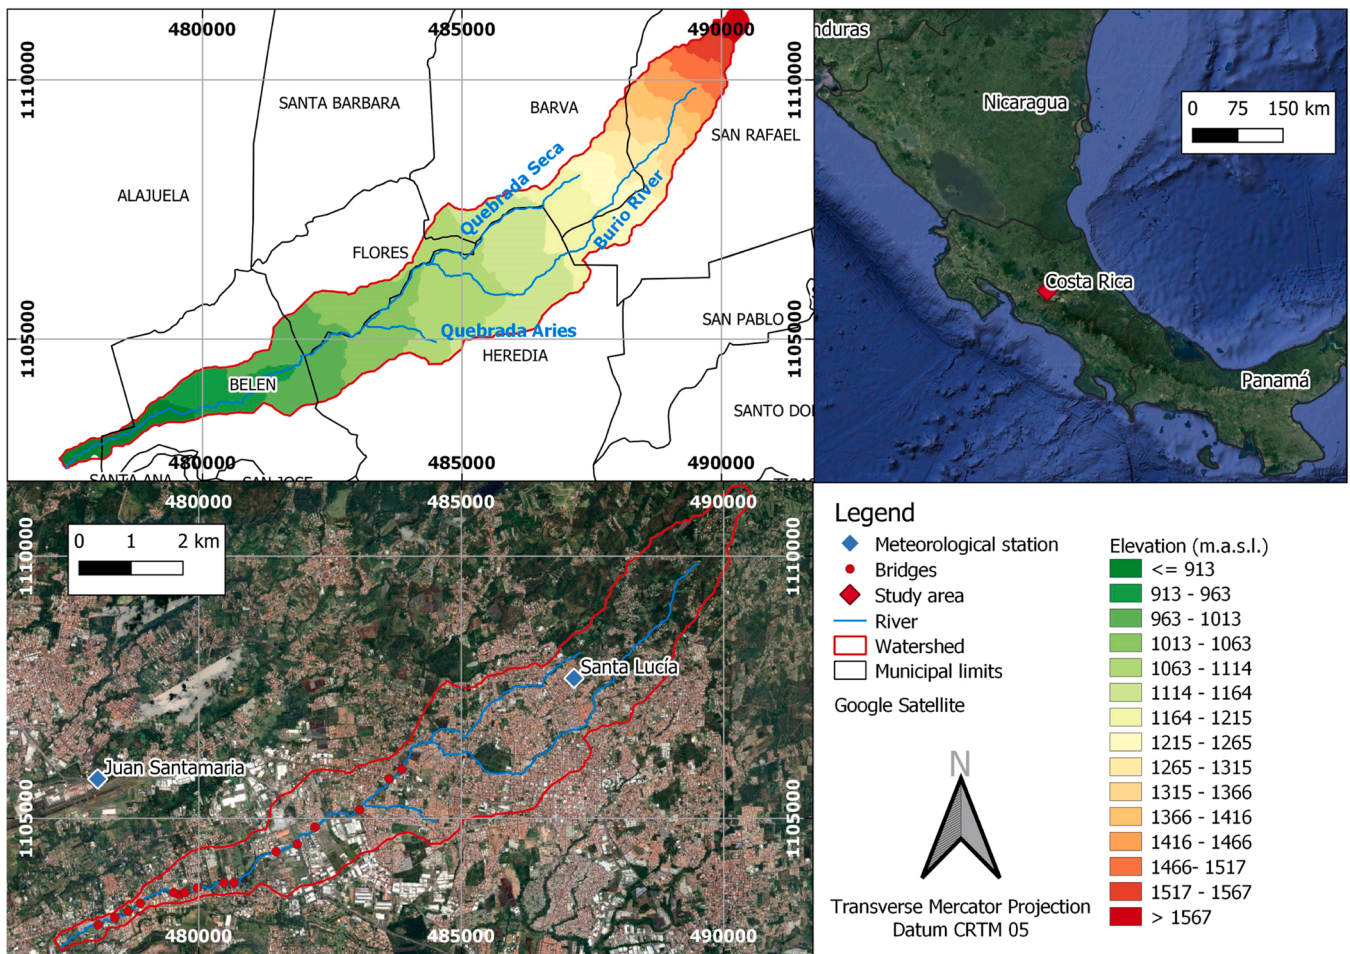 480000
485000
490000
1110000
1110000
SANTA BARBARA
BARVA
SAN RAFAEL
ALAJUELA
Quebrada Seca
Burio River
FLORES
1105000
1105000
SAN PABLO
Quebrada Aries
HEREDIA
BELEN
SANTO DO
480000
485000
490000
SANTA ANA
SAN JOSE
nduras
Nicaragua
0 75 150 km
Costa Rica
Panamá
480000
485000
490000
0 1 2 km
1110000
1110000
Santa Lucía
Juan Santamaria
1105000
1105000
480000
485000
490000
Legend
Meteorological station
Bridges
Study area
River
Watershed
Municipal limits
Google Satellite
N
Transverse Mercator Projection
Datum CRTM 05
Elevation (m.a.s.l.)
<= 913
913 - 963
963 - 1013
1013 - 1063
1063 - 1114
1114 - 1164
1164 - 1215
1215 - 1265
1265 - 1315
1315 - 1366
1366 - 1416
1416 - 1466
1466- 1517
1517 - 1567
> 1567